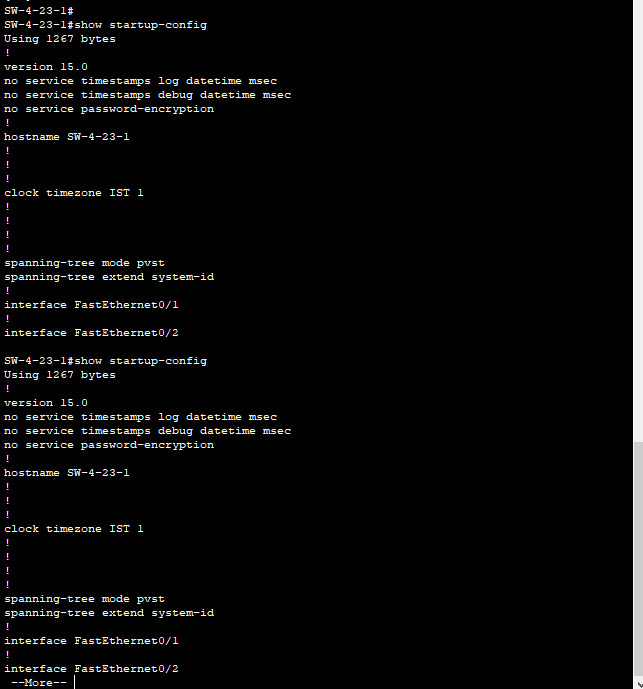 SW-4-23-1#
SW-4-23-1#show startup-config
Using 1267 bytes
!
version 15.0
no service timestamps log datetime msec
no service timestamps debug datetime msec
no service password-encryption
!
hostname SW-4-23-1
!
!
!
clock timezone IST 1
!
!
!
!
spanning-tree mode pvst
spanning-tree extend system-id
!
interface FastEthernet0/1
!
interface FastEthernet0/2
SW-4-23-1#show startup-config
Using 1267 bytes
!
version 15.0
no service timestamps log datetime msec
no service timestamps debug datetime msec
no service password-encryption
!
hostname SW-4-23-1
!
!
!
clock timezone IST 1
!
!
!
!
spanning-tree mode pvst
spanning-tree extend system-id
!
interface FastEthernet0/1
!
interface FastEthernet0/2
--More--